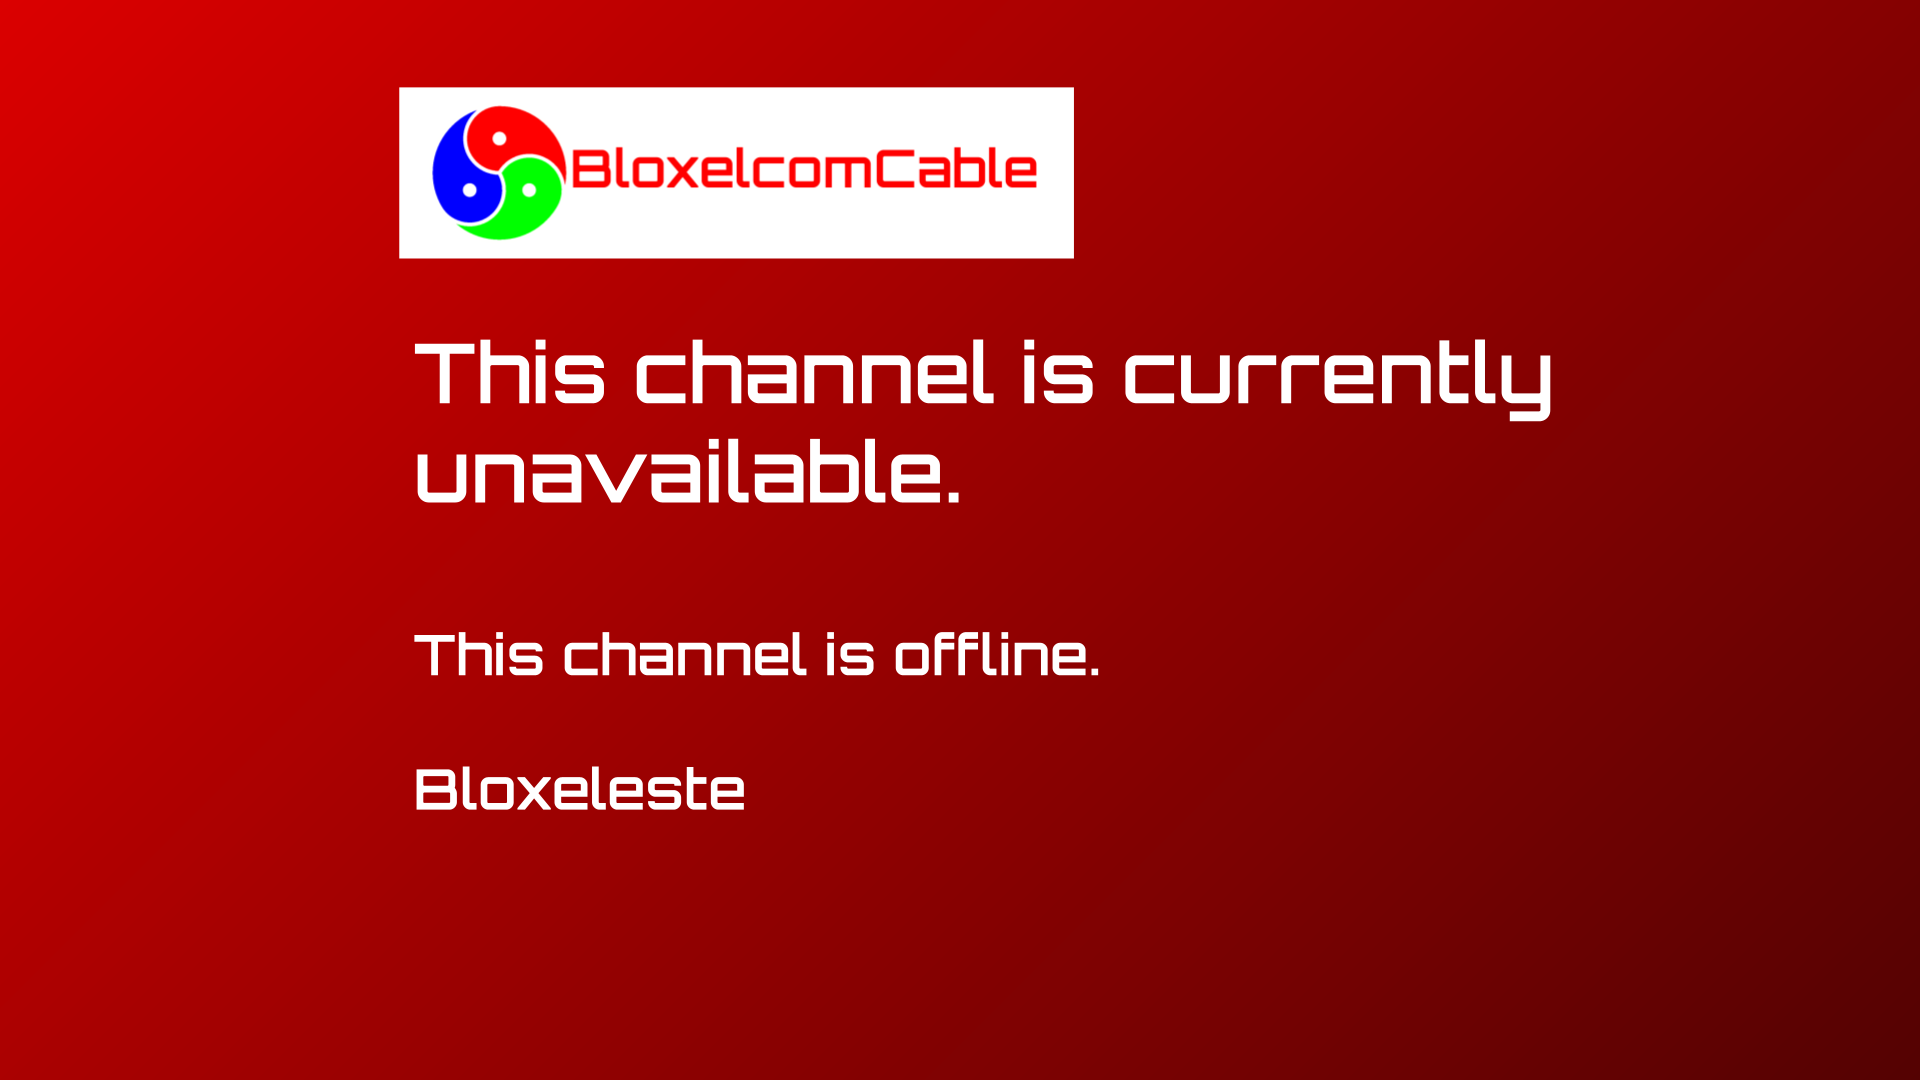 BloxelcomCable
This channel is currently
unavailable.
This channel is offline.
Bloxeleste